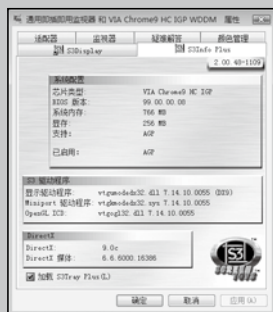 通用即插即用监视器 和 VIA Chrome9 HC IGP WDDM 属性
适配器 监视器 疑难解答 颜色管理
S3Display S3Info Plus
2.00.48-1109
系统配置
芯片类型: VIA Chrome9 HC IGP
BIOS 版本: 99.00.00.08
系统内存: 766 MB
显存: 256 MB
支持: AGP
已启用: AGP
S3 驱动程序
显示驱动程序: vtgumodedx32.dll 7.14.10.0055 (DX9)
Miniport 驱动程序: vtgkmodedx32.sys 7.14.10.0055
OpenGL ICD: vtgogl32.dll 7.14.10.0055
DirectX
DirectX: 9.0c
DirectX 媒体: 6.6.6000.16386
S3
加载 S3Tray Plus(L)
确定 取消 应用(A)